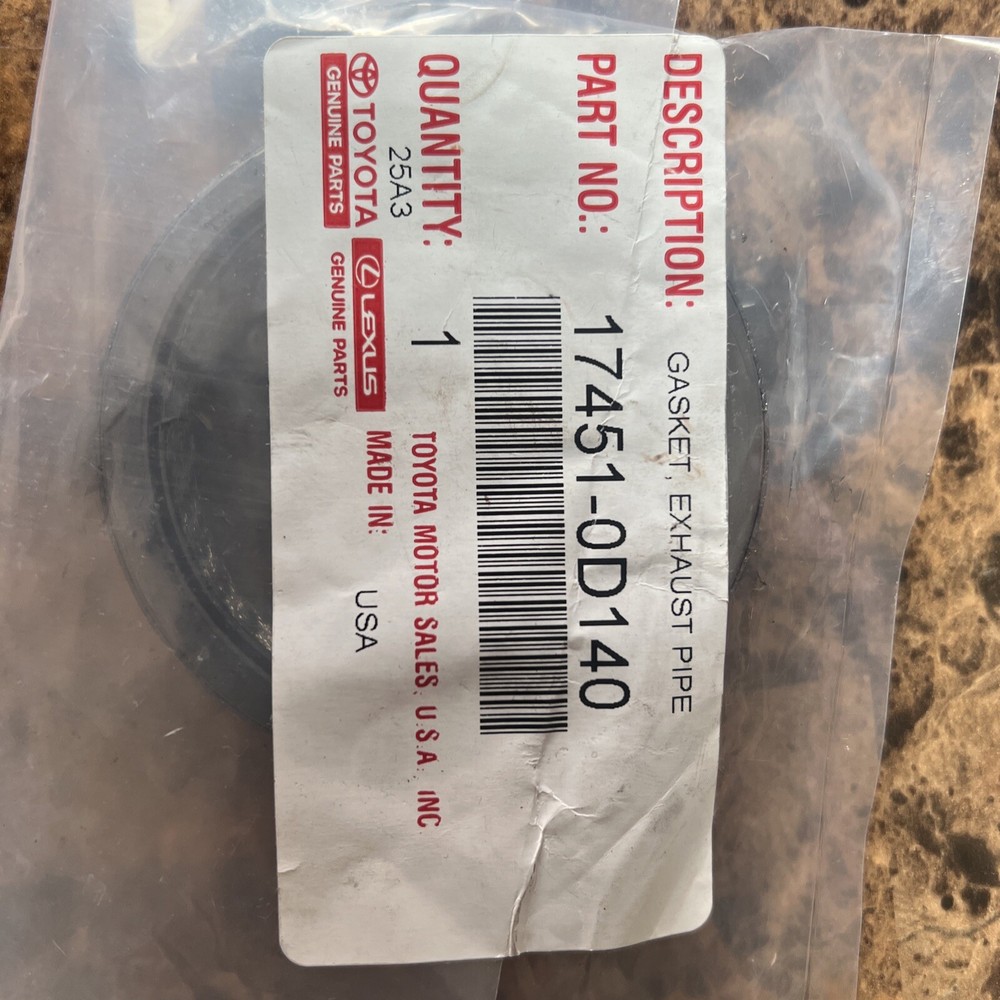 DESCRIPTION: GASKET, EXHAUST PIPE
PART NO.: 17451-0D140
QUANTITY: 1
TOYOTA MOTOR SALES, U.S.A. INC
25A3
TOYOTA
GENUINE PARTS
LEXUS
GENUINE PARTS
MADE IN: USA